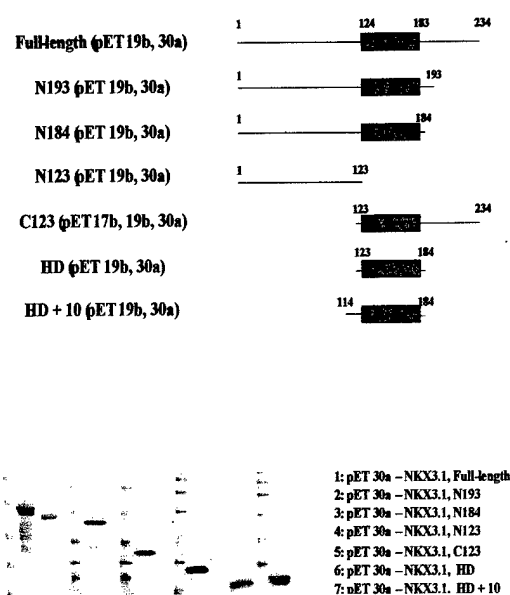 1 124 183 234
Full-length (pET 19b, 30a)
1 193
N193 (pET 19b, 30a)
1 184
N184 (pET 19b, 30a)
1 123
N123 (pET 19b, 30a)
123 234
C123 (pET17b, 19b, 30a)
123 184
HD (pET 19b, 30a)
114 184
HD + 10 (pET 19b, 30a)
1: pET 30a – NKX3.1, Full-length
2: pET 30a – NKX3.1, N193
3: pET 30a – NKX3.1, N184
4: pET 30a – NKX3.1, N123
5: pET 30a – NKX3.1, C123
6: pET 30a – NKX3.1, HD
7: pET 30a – NKX3.1, HD + 10